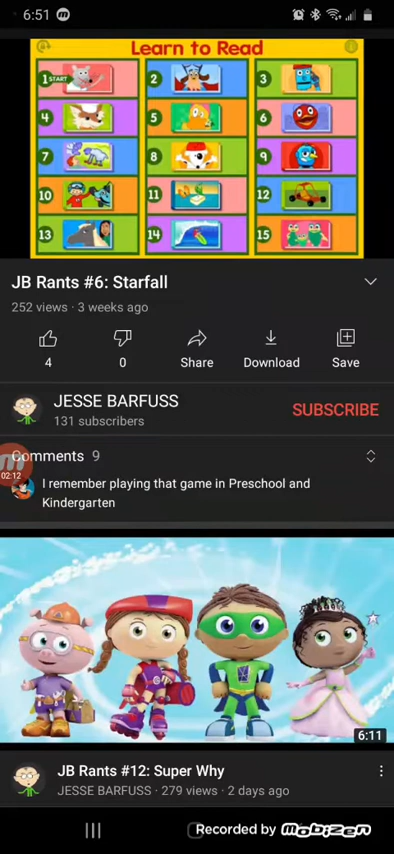 6:51
Learn to Read
1 START 2 3
4 5 6
7 8 9
10 11 12
13 14 15
JB Rants #6: Starfall
252 views · 3 weeks ago
4 0 Share Download Save
JESSE BARFUSS
131 subscribers
SUBSCRIBE
Comments 9
02:12
I remember playing that game in Preschool and
Kindergarten
6:11
JB Rants #12: Super Why
JESSE BARFUSS · 279 views · 2 days ago
Recorded by mobizen